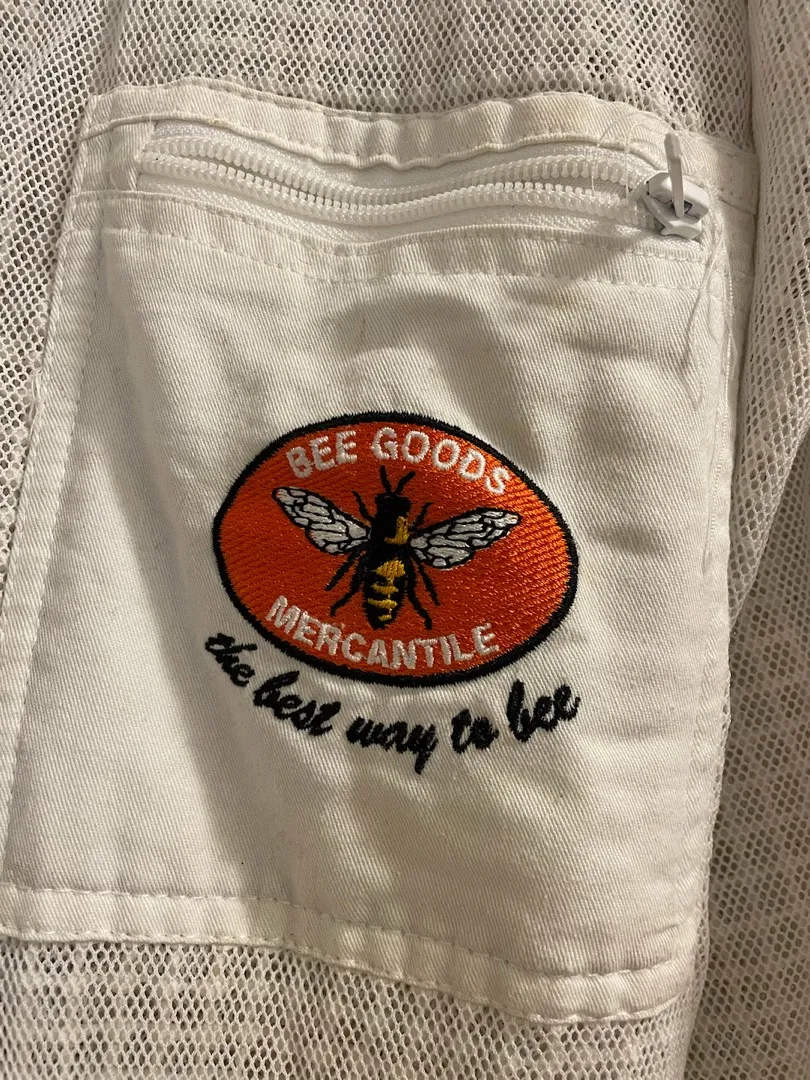 BEE GOODS
MERCANTILE
the best way to bee